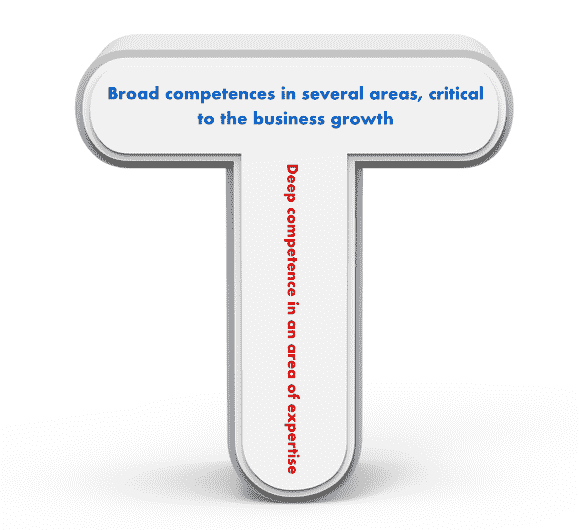 Broad competences in several areas, critical
to the business growth
Deep competence in an area of expertise